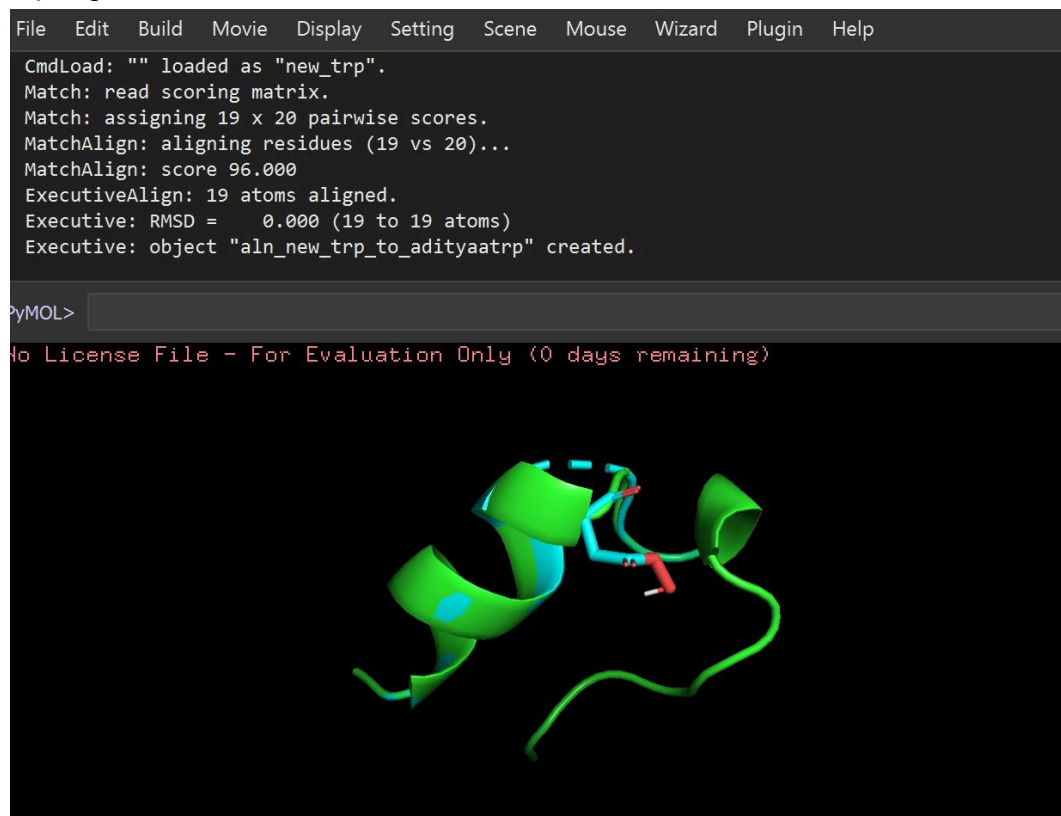 File Edit Build Movie Display Setting Scene Mouse Wizard Plugin Help
CmdLoad: "" loaded as "new_trp".
Match: read scoring matrix.
Match: assigning 19 x 20 pairwise scores.
MatchAlign: aligning residues (19 vs 20)...
MatchAlign: score 96.000
ExecutiveAlign: 19 atoms aligned.
Executive: RMSD =    0.000 (19 to 19 atoms)
Executive: object "aln_new_trp_to_adityaatrp" created.
PyMOL>
No License File - For Evaluation Only (0 days remaining)